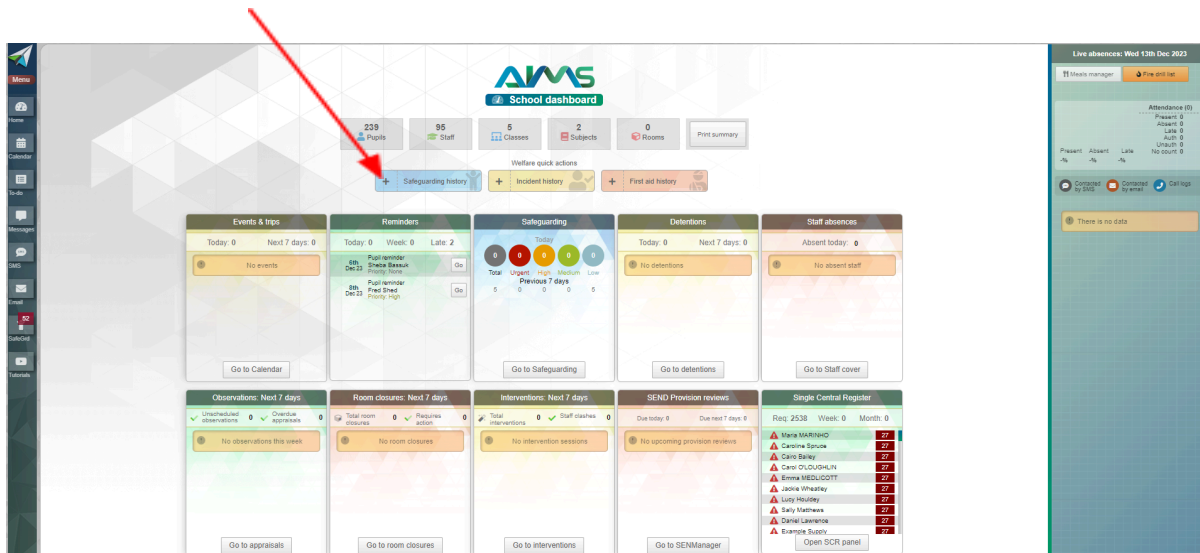 Menu
Home
Calendar
To-do
Messages
SMS
Email
52
SafeGrid
Tutorials
AIMS
School dashboard
239 95 5 2 0
Pupils Staff Classes Subjects Rooms
Print summary
Welfare quick actions
+ Safeguarding history
+ Incident history
+ First aid history
Events & trips
Today: 0 Next 7 days: 0
No events
Go to Calendar
Reminders
Today: 0 Week: 0 Late: 2
6th Dec 23
Pupil reminder
Sheba Bassuk
Priority: None
Go
8th Dec 23
Pupil reminder
Fred Shed
Priority: High
Go
Safeguarding
Today
0 0 0 0 0
Total Urgent High Medium Low
Previous 7 days
5 0 0 0 5
Go to Safeguarding
Detentions
Today: 0 Next 7 days: 0
No detentions
Go to detentions
Staff absences
Absent today: 0
No absent staff
Go to Staff cover
Observations: Next 7 days
Unscheduled observations 0 Overdue appraisals 0
No observations this week
Go to appraisals
Room closures: Next 7 days
Total room closures 0 Requires action 0
No room closures
Go to room closures
Interventions: Next 7 days
Total interventions 0 Staff clashes 0
No intervention sessions
Go to interventions
SEND Provision reviews
Due today: 0 Due next 7 days: 0
No upcoming provision reviews
Go to SENManager
Single Central Register
Req: 2538 Week: 0 Month: 0
Maria MARINHO 27
Caroline Spruce 27
Cairo Bailey 27
Carol O'LOUGHLIN 27
Emma MEDLICOTT 27
Jackie Wheatley 27
Lucy Houldey 27
Sally Matthews 27
Daniel Lawrence 27
Example Supply 27
Open SCR panel
Live absences: Wed 13th Dec 2023
Meals manager
Fire drill list
Attendance (0)
Present 0
Absent 0
Late 0
Auth 0
Unauth 0
No count 0
Present Absent Late
-% -% -%
Contacted by SMS
Contacted by email
Call logs
There is no data